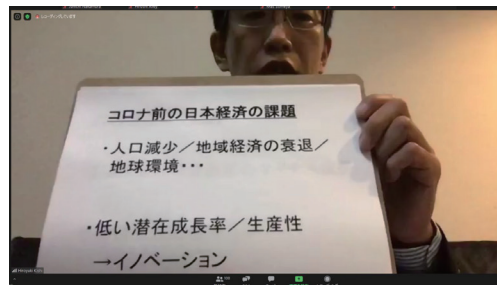 コロナ前の日本経済の課題
・人口減少／地域経済の衰退／
地球環境・・・
・低い潜在成長率／生産性
→イノベーション